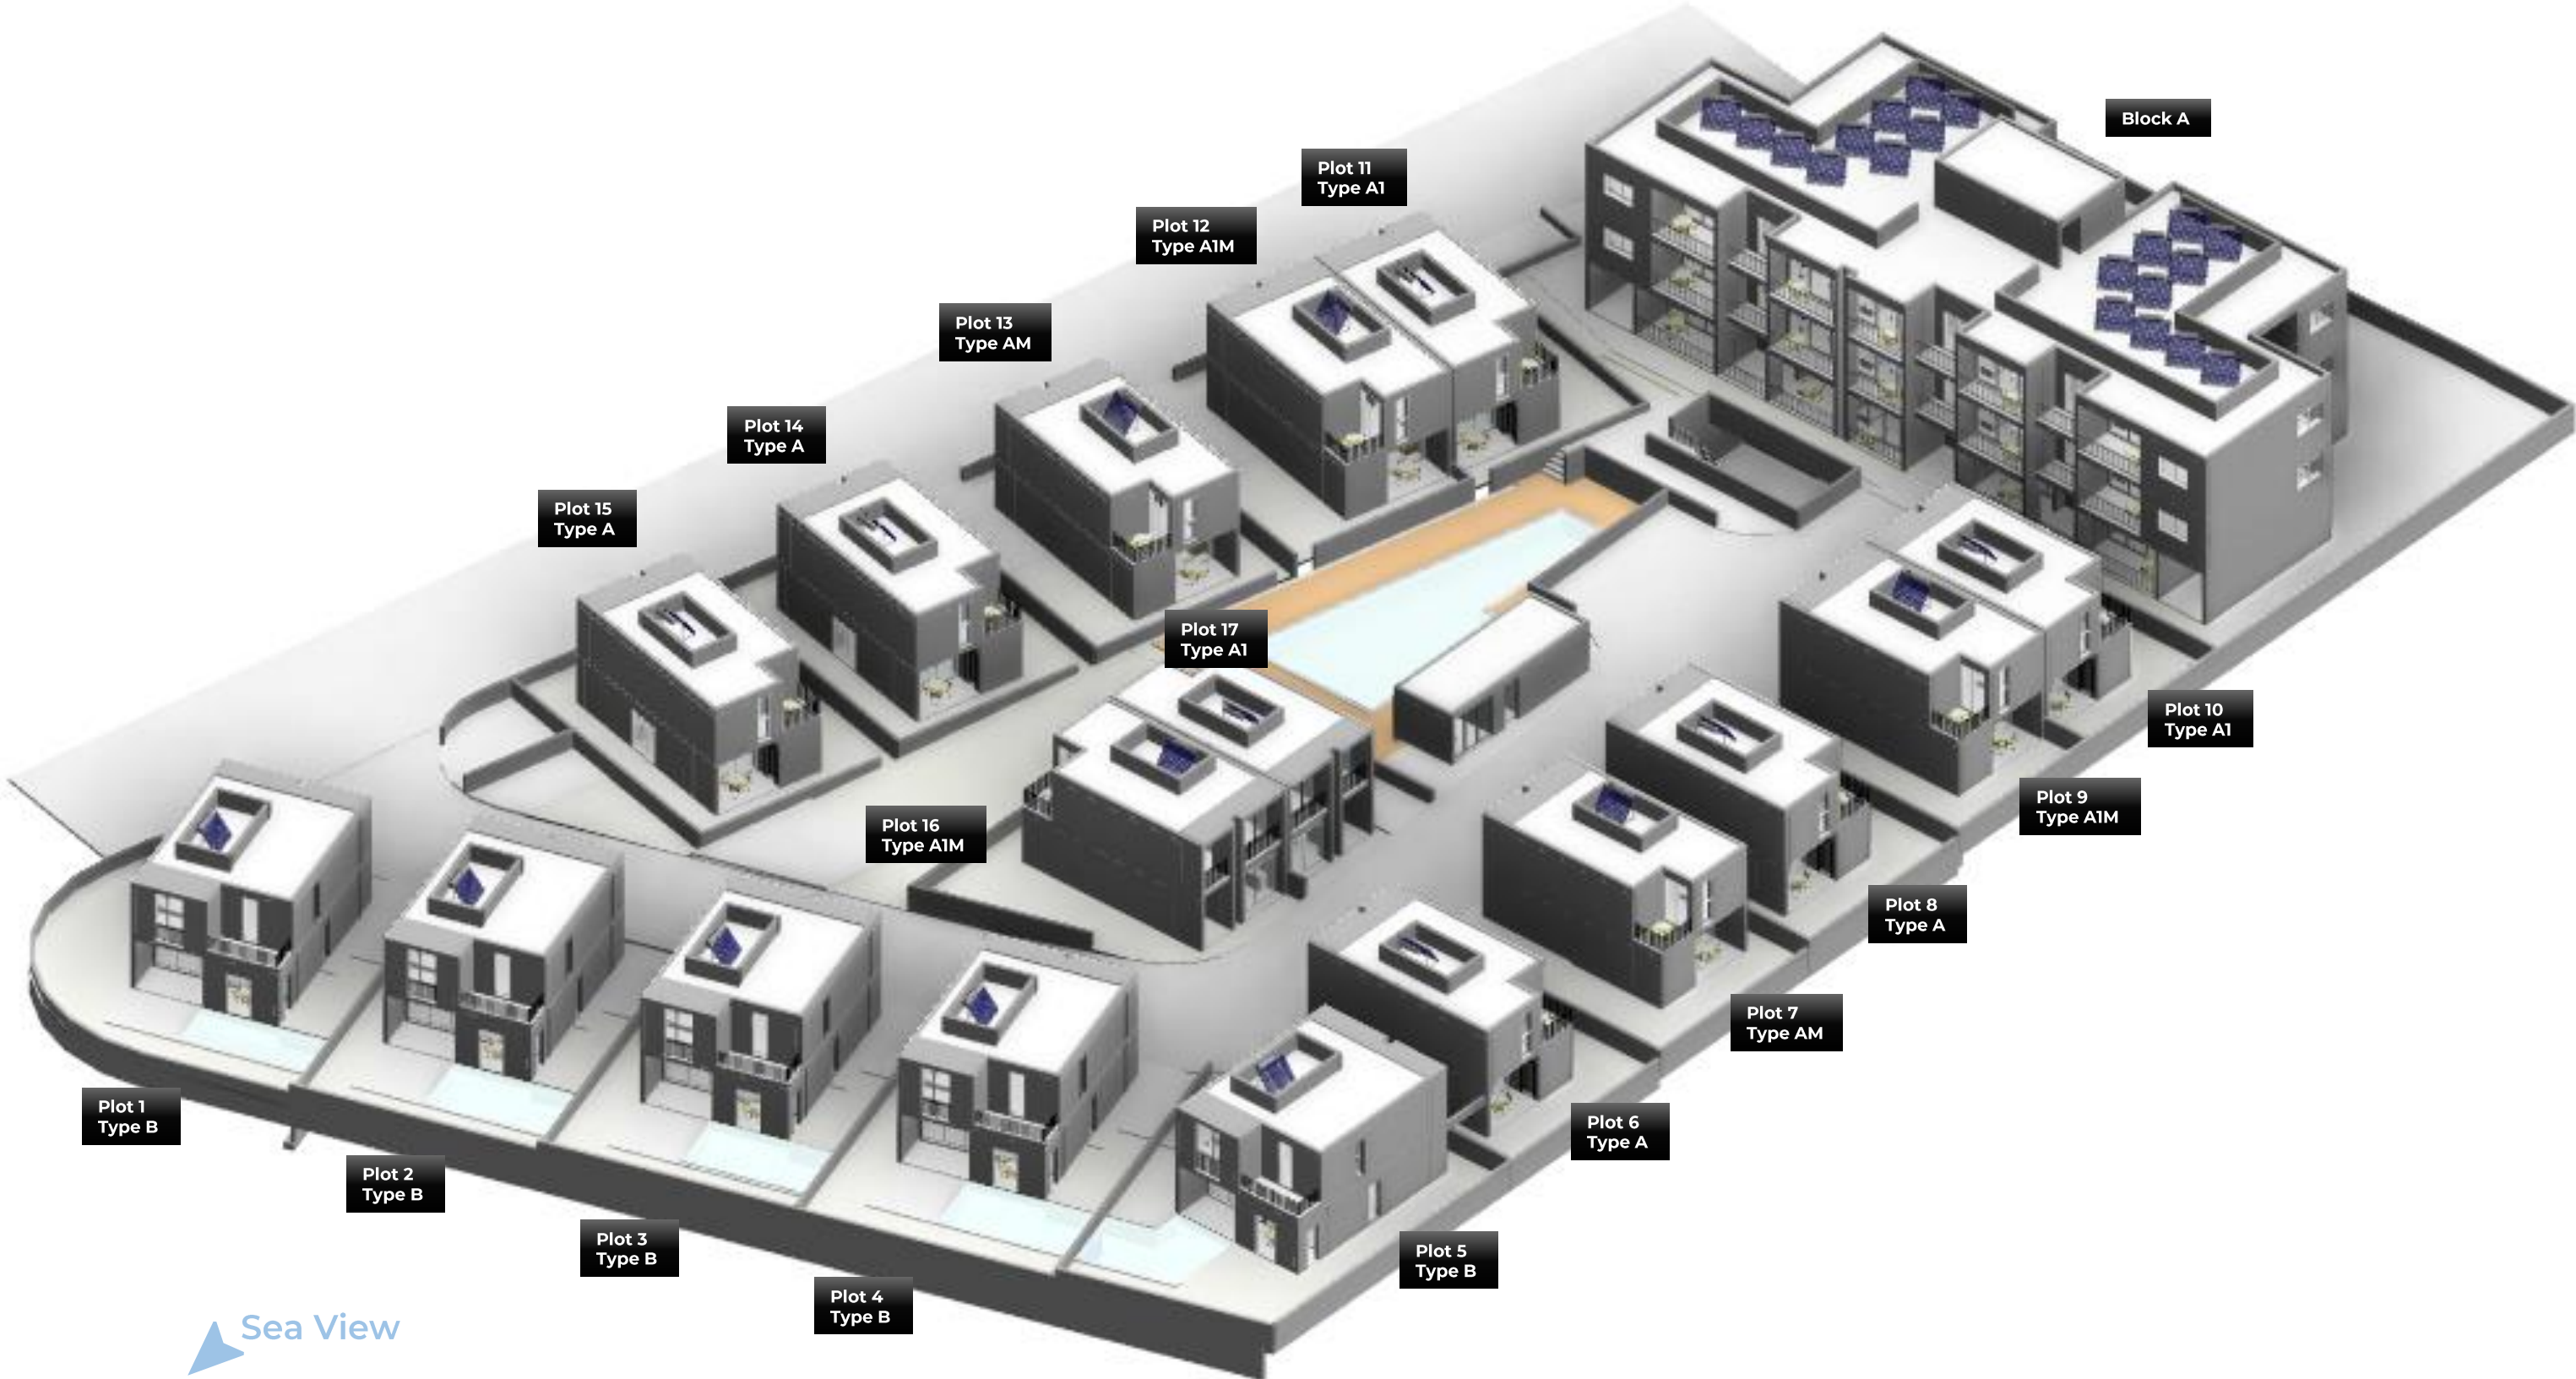 Block A
Plot 11
Type A1
Plot 12
Type A1M
Plot 13
Type AM
Plot 14
Type A
Plot 15
Type A
Plot 17
Type A1
Plot 10
Type A1
Plot 9
Type A1M
Plot 16
Type A1M
Plot 8
Type A
Plot 7
Type AM
Plot 6
Type A
Plot 1
Type B
Plot 2
Type B
Plot 3
Type B
Plot 5
Type B
Plot 4
Type B
Sea View